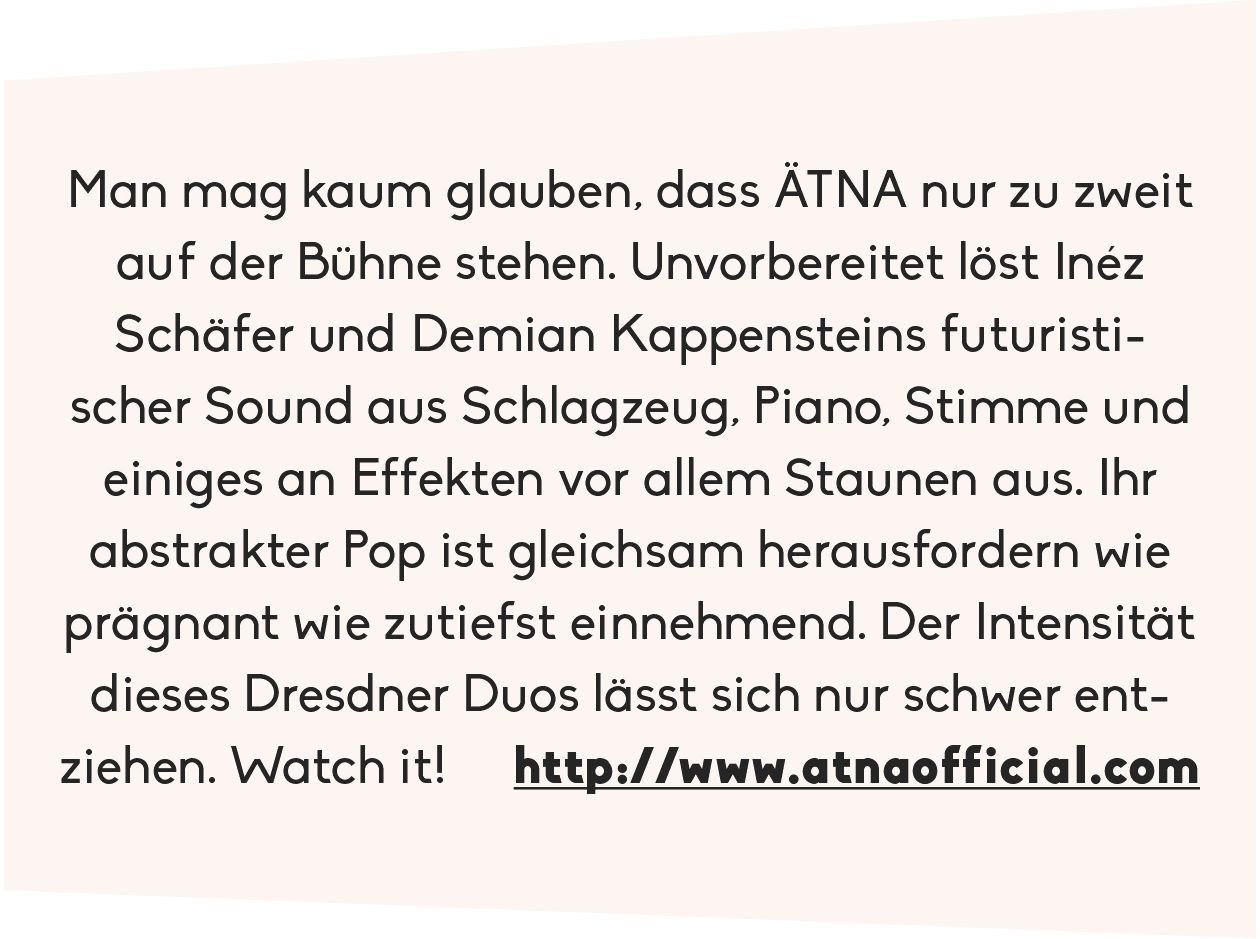 Man mag kaum glauben, dass ÄTNA nur zu zweit
auf der Bühne stehen. Unvorbereitet löst Inéz
Schäfer und Demian Kappensteins futuristi-
scher Sound aus Schlagzeug, Piano, Stimme und
einiges an Effekten vor allem Staunen aus. Ihr
abstrakter Pop ist gleichsam herausfordern wie
prägnant wie zutiefst einnehmend. Der Intensität
dieses Dresdner Duos lässt sich nur schwer ent-
ziehen. Watch it! http://www.atnaofficial.com